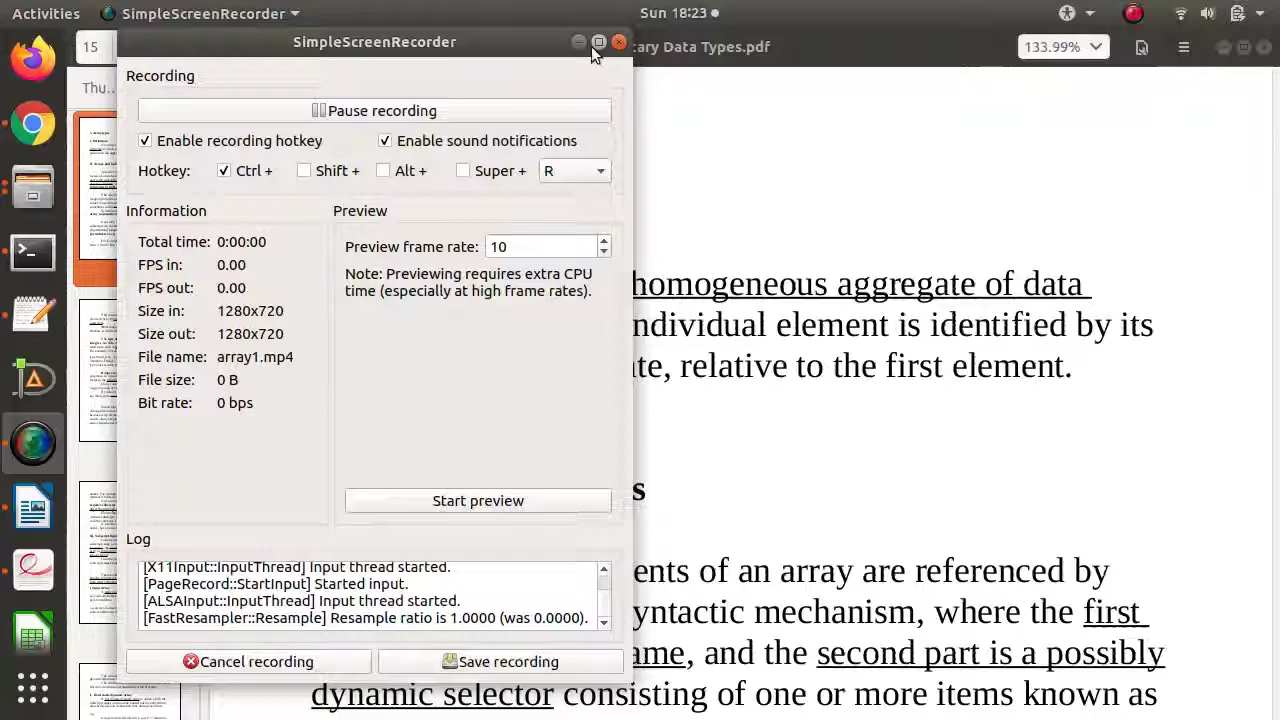 Activities
SimpleScreenRecorder
Sun 18:23
15
SimpleScreenRecorder
ary Data Types.pdf
133.99%
Thu...
Recording
Pause recording
Enable recording hotkey
Enable sound notifications
Hotkey: Ctrl + Shift + Alt + Super + R
Information
Total time: 0:00:00
FPS in: 0.00
FPS out: 0.00
Size in: 1280x720
Size out: 1280x720
File name: array1.mp4
File size: 0 B
Bit rate: 0 bps
Preview
Preview frame rate: 10
Note: Previewing requires extra CPU
time (especially at high frame rates).
Start preview
Log
[X11Input::InputThread] Input thread started.
[PageRecord::StartInput] Started input.
[ALSAInput::InputThread] Input thread started.
[FastResampler::Resample] Resample ratio is 1.0000 (was 0.0000).
Cancel recording
Save recording
homogeneous aggregate of data
ndividual element is identified by its
te, relative to the first element.
s
ents of an array are referenced by
yntactic mechanism, where the first
ame, and the second part is a possibly
dynamic selec nsisting of one or more items known as